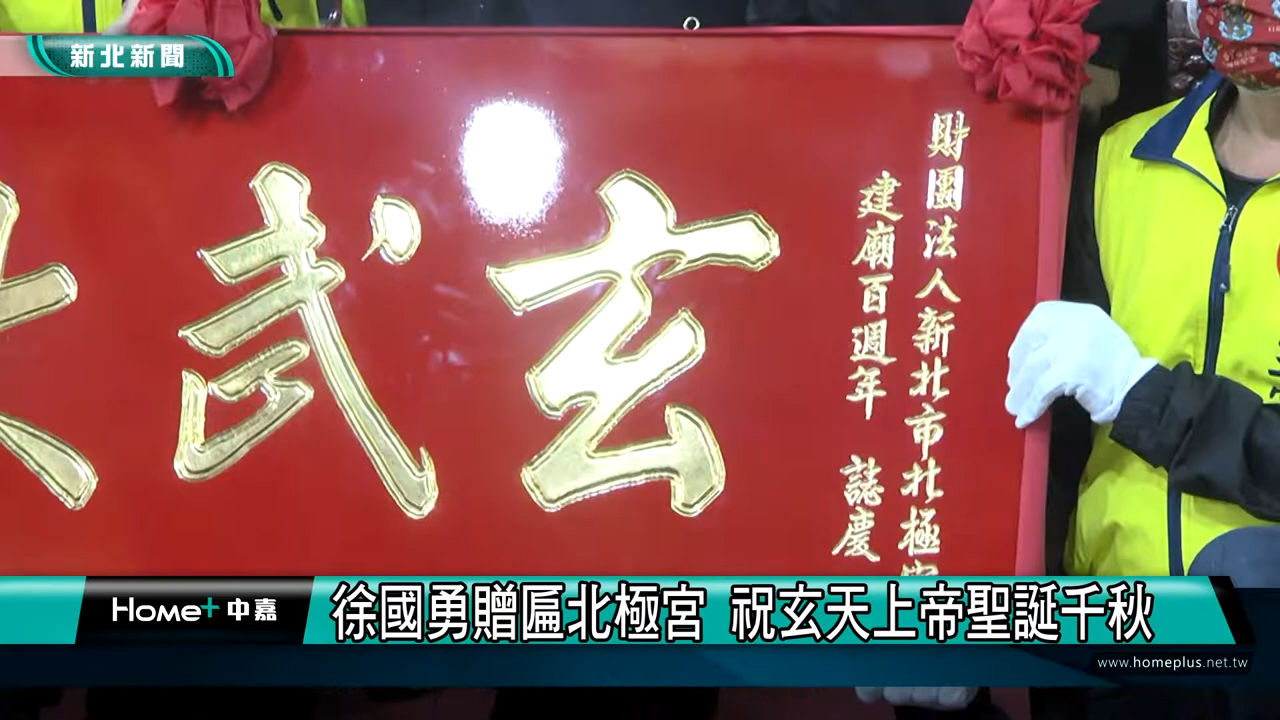 新北新聞
財團法人新北市北極宮
建廟百週年 誌慶
玄武
Home+中嘉
徐國勇贈匾北極宮 祝玄天上帝聖誕千秋
www.homeplus.net.tw